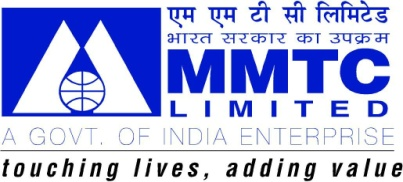 एम एम टी सी लिमिटेड
भारत सरकार का उपक्रम
MMTC
LIMITED
A GOVT. OF INDIA ENTERPRISE
touching lives, adding value